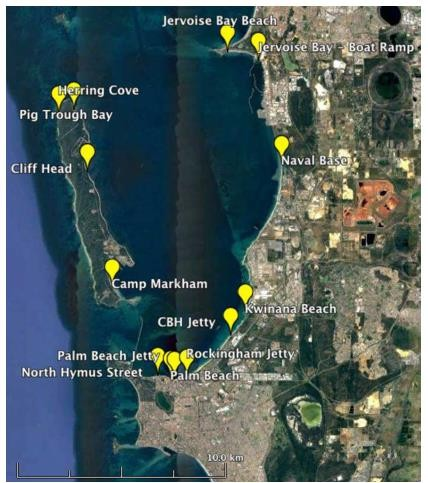 Jervoise Bay Beach
Jervoise Bay - Boat Ramp
Herring Cove
Pig Trough Bay
Naval Base
Cliff Head
Camp Markham
Kwinana Beach
CBH Jetty
Palm Beach Jetty
Rockingham Jetty
North Hymus Street
Palm Beach
10.0 km